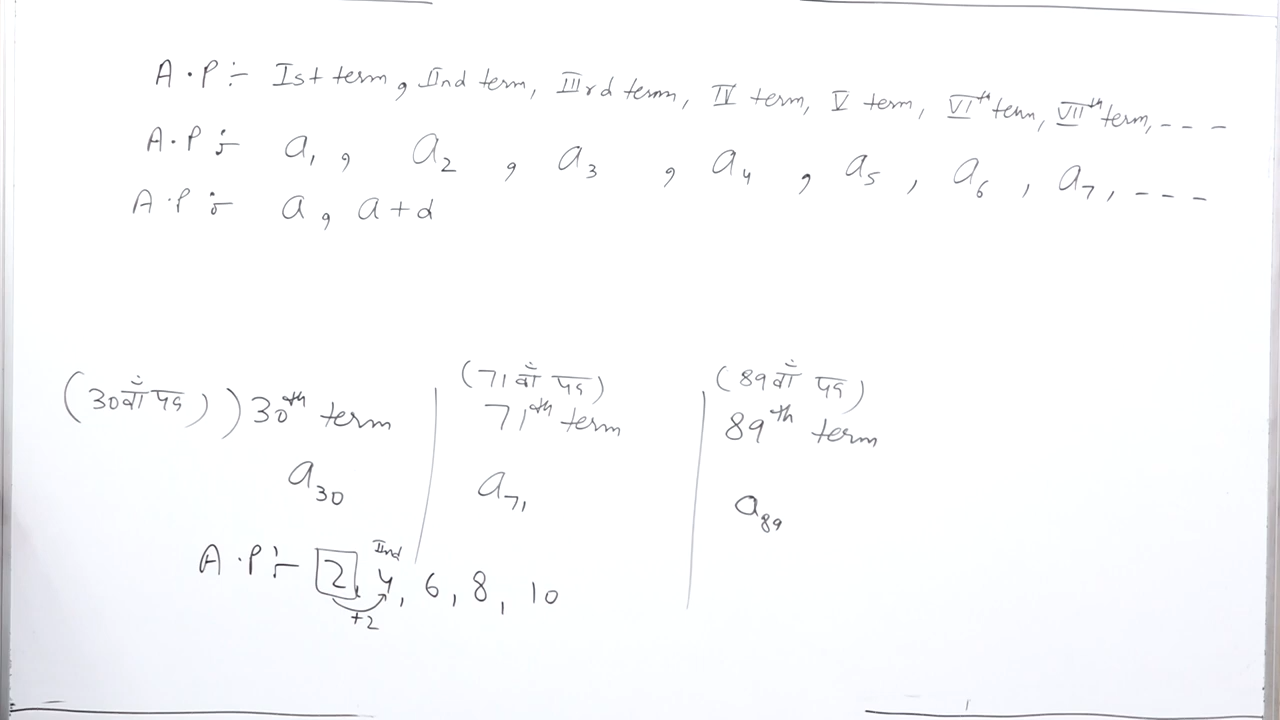 A.P:- Ist term, IInd term, IIIrd term, IV term, V term, VIth term, VIIth term, - - -
A.P:- a₁, a₂, a₃, a₄, a₅, a₆, a₇, - - -
A.P:- a, a+d
(30वाँ पद) ) 30th term
(71वाँ पद)
71th term
(89वाँ पद)
89th term
a₃₀
a₇₁
a₈₉
IInd
A.P:- 2, 4, 6, 8, 10
+2